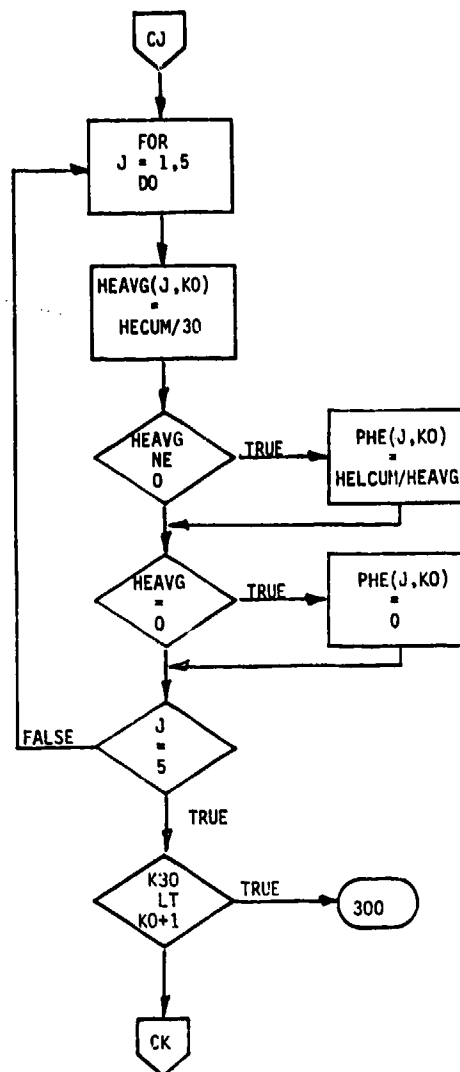 CJ
FOR
J = 1,5
DO
HEAVG(J,KO)
=
HECUM/30
HEAVG
NE
0
TRUE
PHE(J,KO)
=
HELCUM/HEAVG
HEAVG
=
0
TRUE
PHE(J,KO)
=
0
J
=
5
FALSE
TRUE
K30
LT
KO+1
TRUE
300
CK